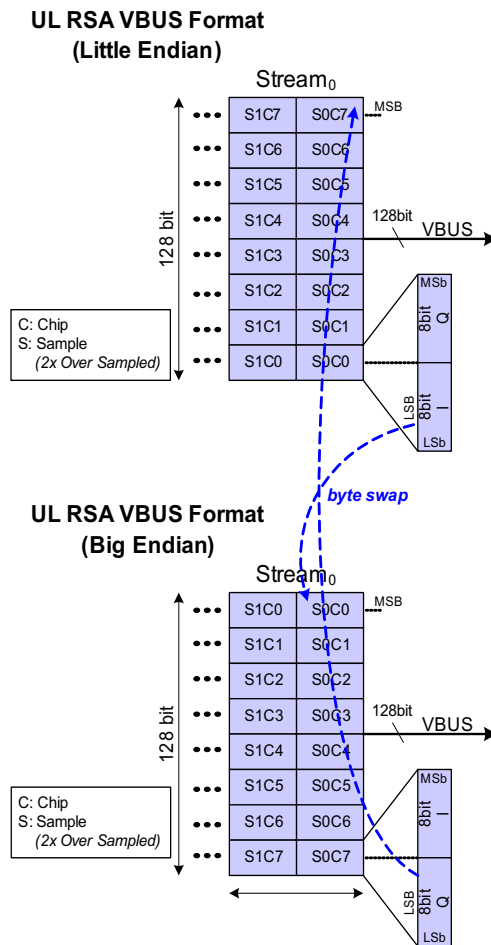 UL RSA VBUS Format
(Little Endian)
Stream0
S1C7 S0C7 MSB
S1C6 S0C6
S1C5 S0C5
S1C4 S0C4
128bit VBUS
S1C3 S0C3
S1C2 S0C2
S1C1 S0C1
S1C0 S0C0
128 bit
MSb
8bit Q
LSB
8bit I
LSb
C: Chip
S: Sample
(2x Over Sampled)
byte swap
UL RSA VBUS Format
(Big Endian)
Stream0
S1C0 S0C0 MSB
S1C1 S0C1
S1C2 S0C2
S1C3 S0C3
128bit VBUS
S1C4 S0C4
S1C5 S0C5
S1C6 S0C6
S1C7 S0C7
128 bit
MSb
8bit I
LSB
8bit Q
LSb
C: Chip
S: Sample
(2x Over Sampled)